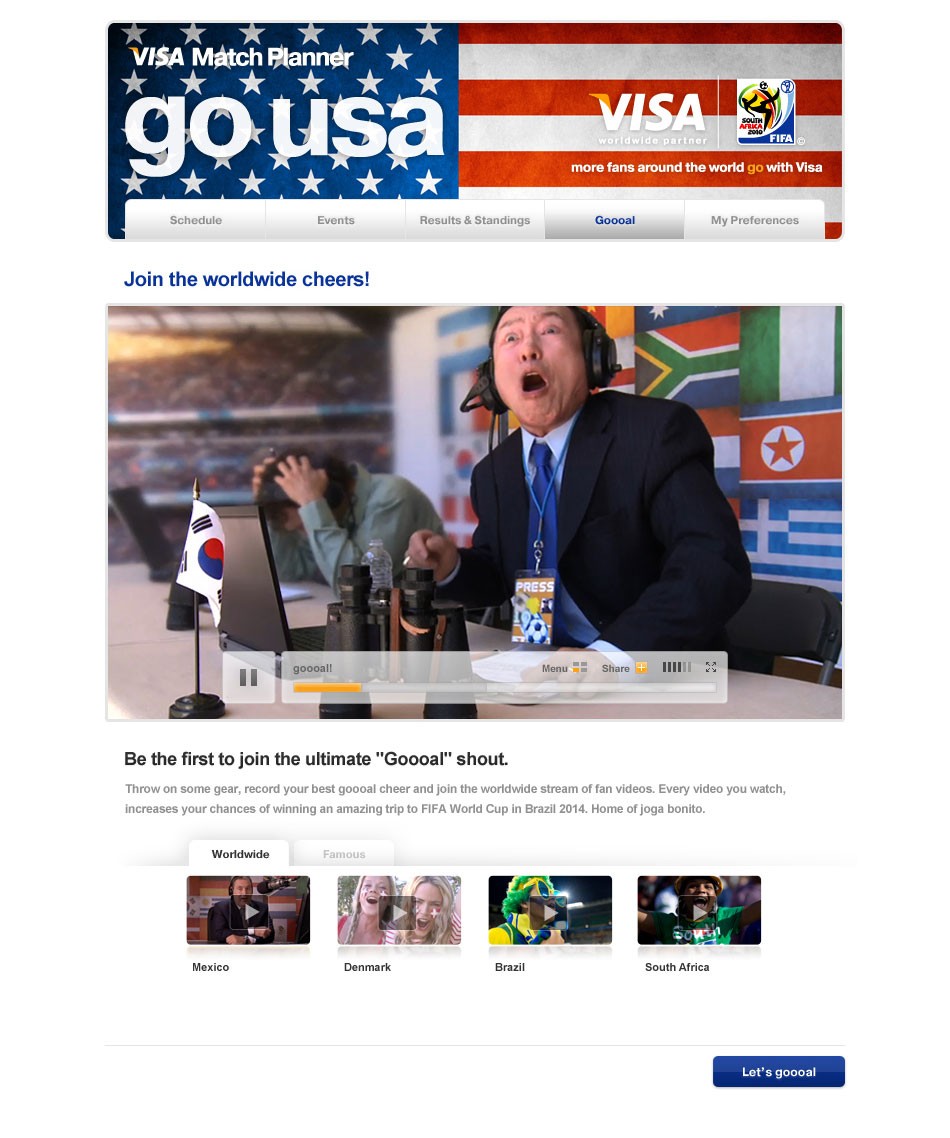 VISA Match Planner
go usa
VISA
worldwide partner
SOUTH
AFRICA
2010
FIFA
©
more fans around the world go with Visa
Schedule
Events
Results & Standings
Goooal
My Preferences
Join the worldwide cheers!
PRESS
goooal!
Menu
Share
Be the first to join the ultimate "Goooal" shout.
Throw on some gear, record your best goooal cheer and join the worldwide stream of fan videos. Every video you watch,
increases your chances of winning an amazing trip to FIFA World Cup in Brazil 2014. Home of joga bonito.
Worldwide
Famous
Mexico
Denmark
Brazil
South Africa
Let's goooal